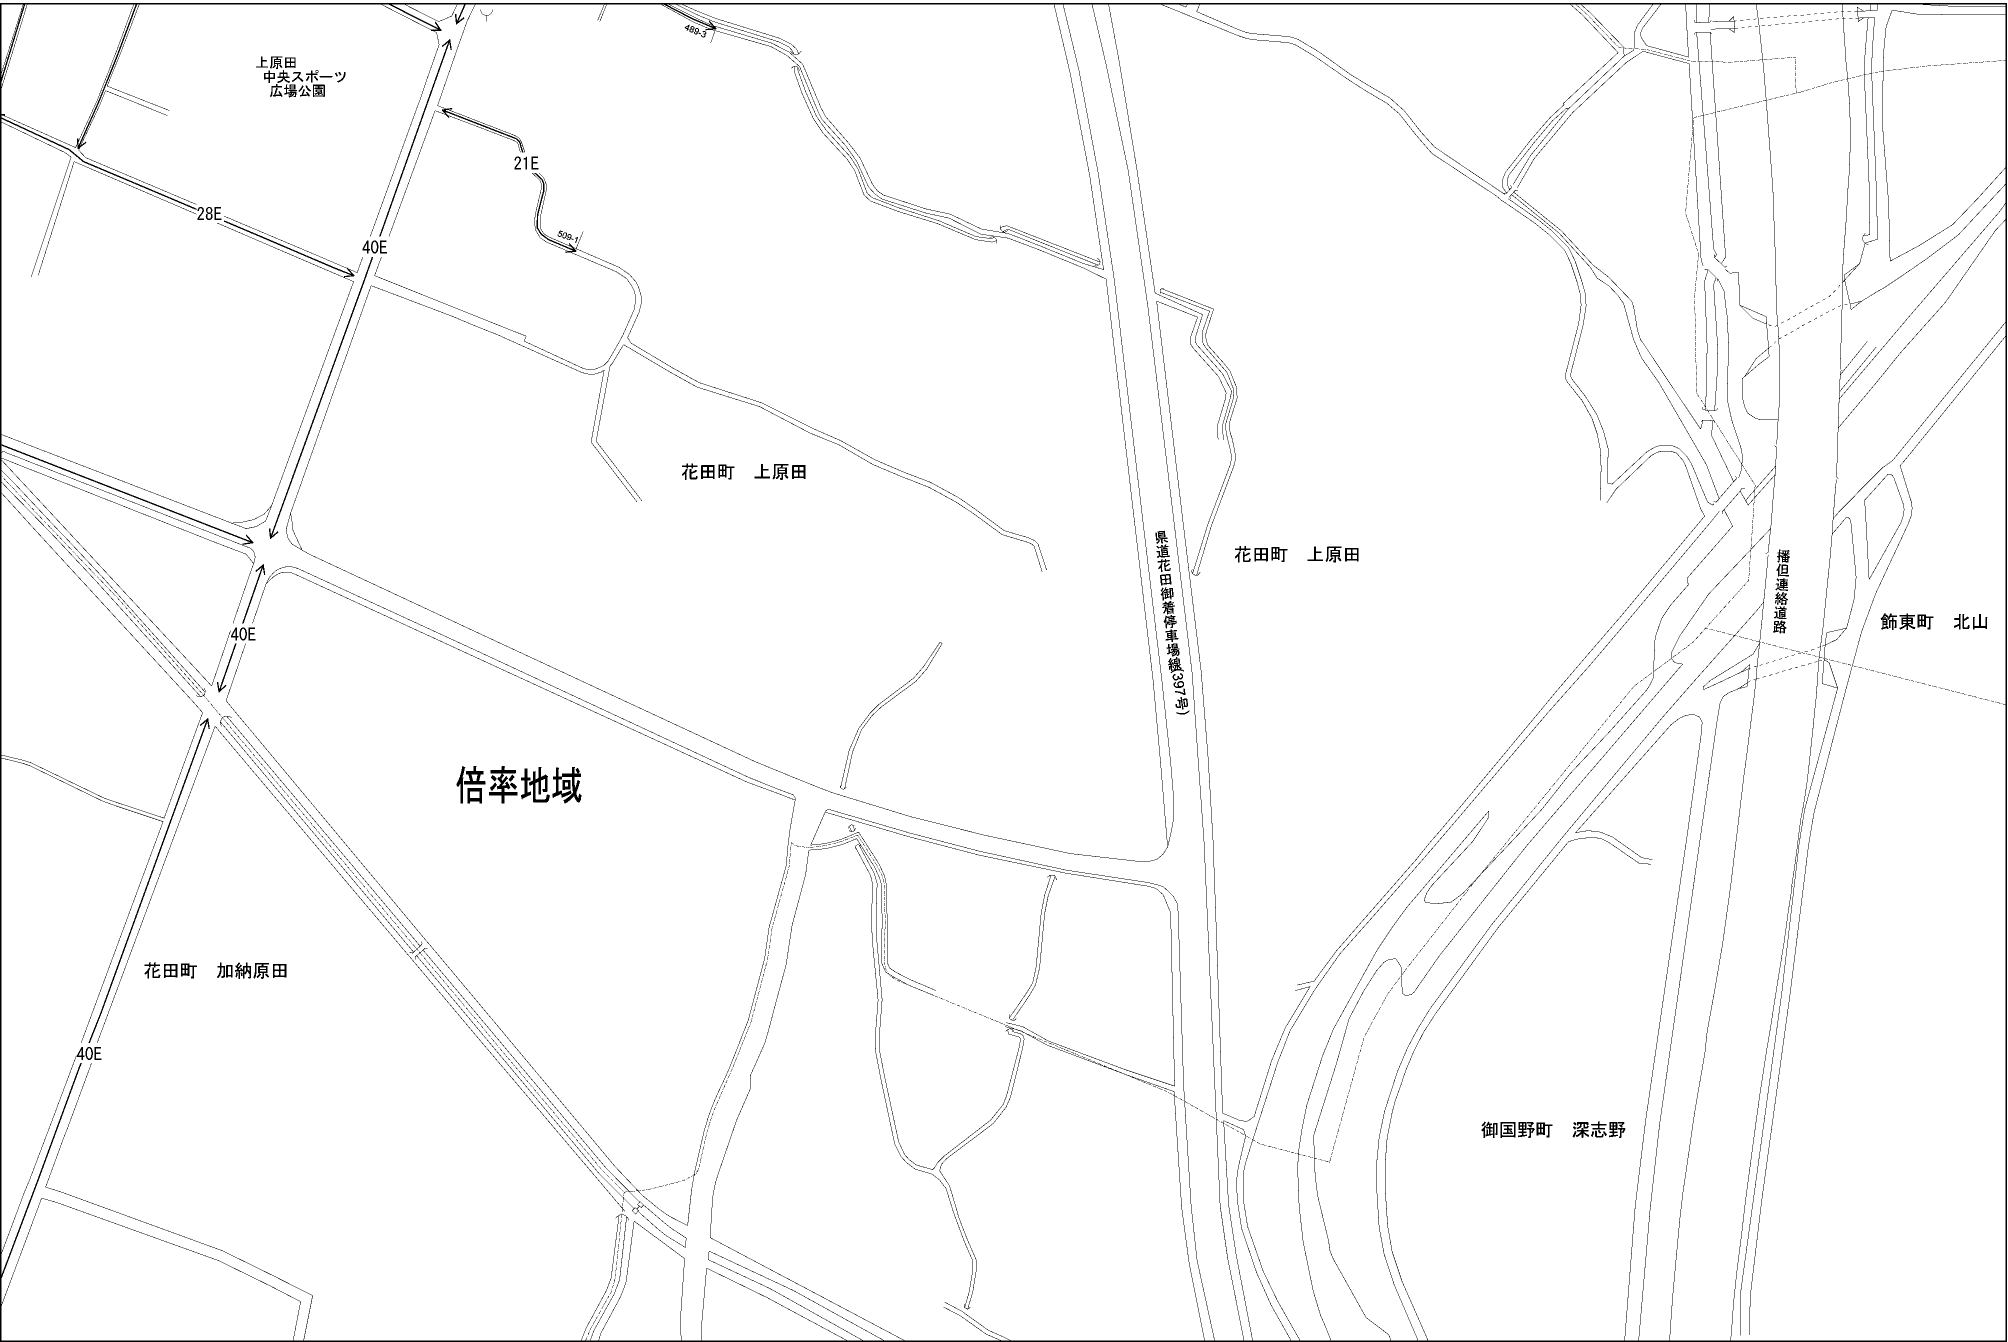 489-3
上原田
中央スポーツ
広場公園
21E
28E
509-1
40E
花田町　上原田
花田町　上原田
県道花田御着停車場線(397号)
播但連絡道路
飾東町　北山
40E
倍率地域
花田町　加納原田
40E
御国野町　深志野